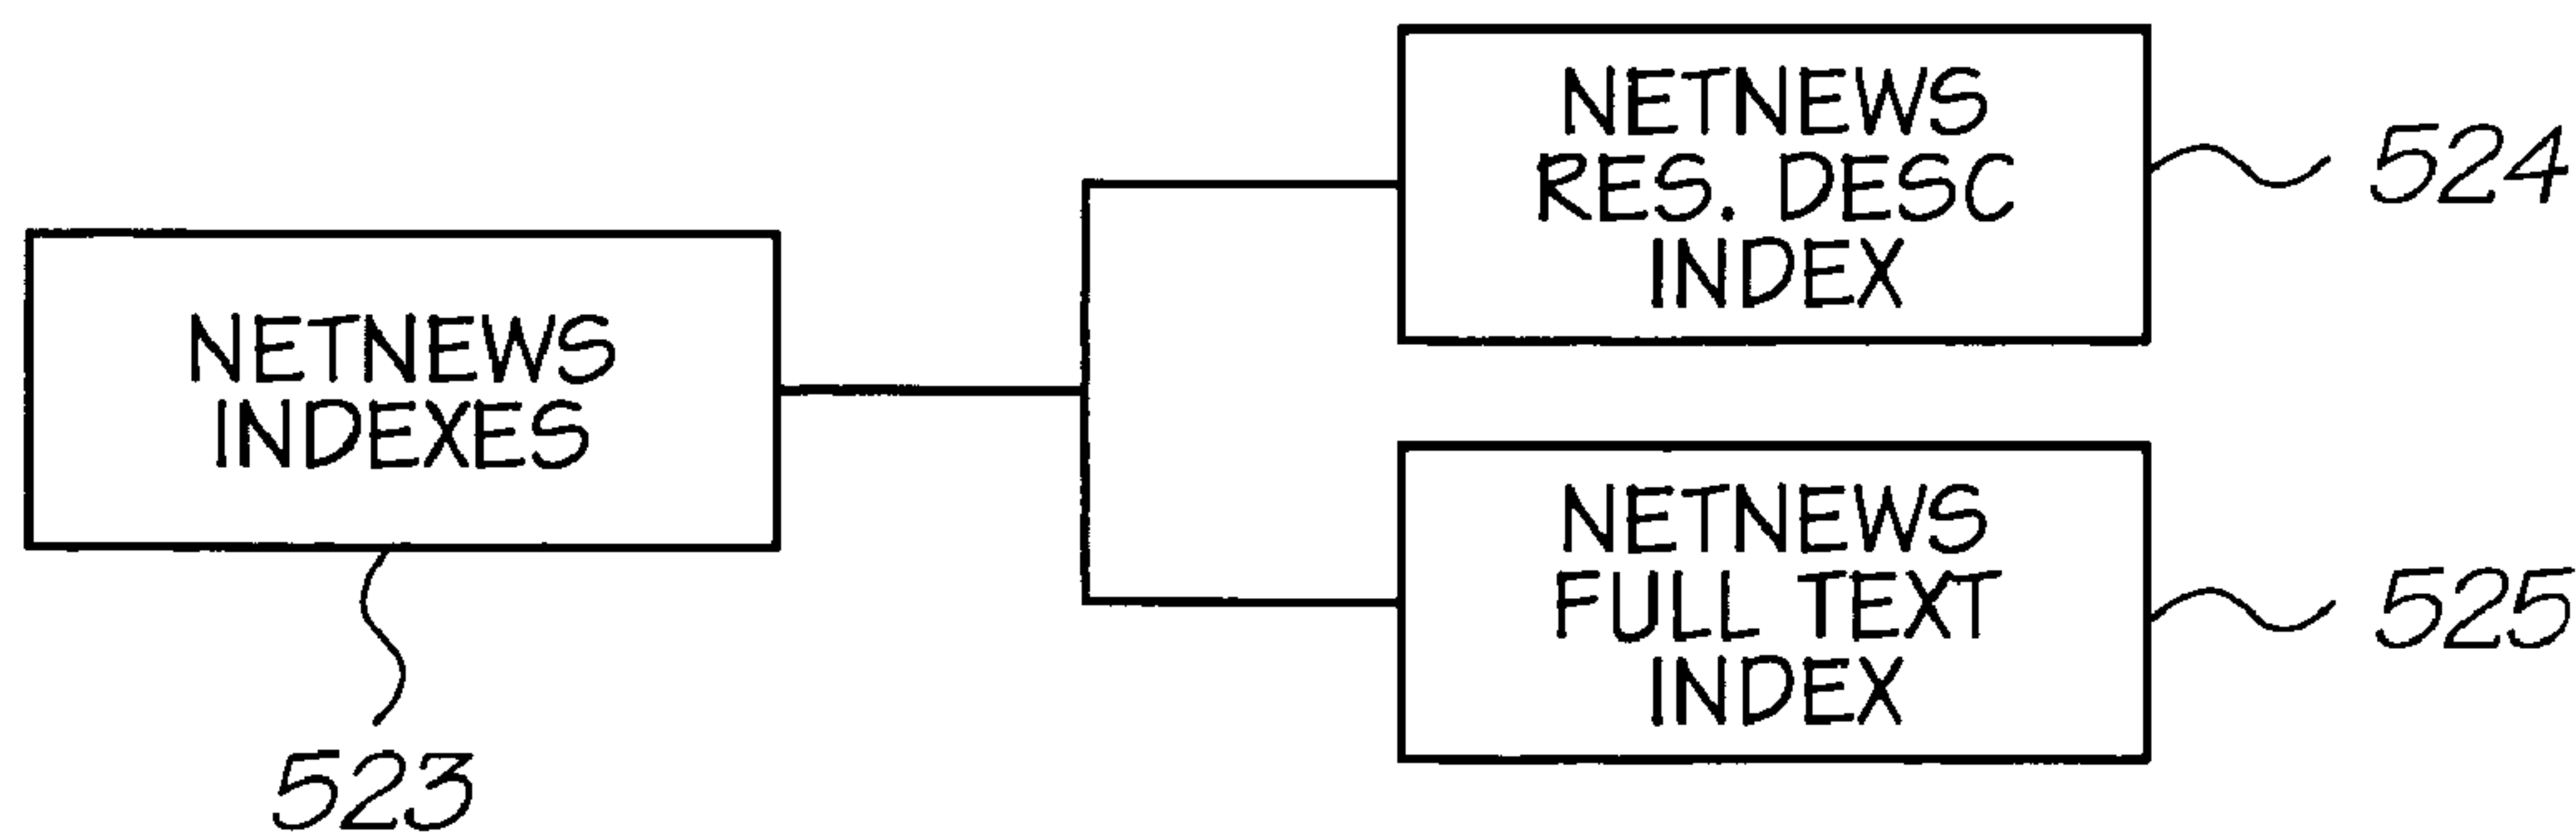 NETNEWS
INDEXES
523
NETNEWS
RES. DESC
INDEX
524
NETNEWS
FULL TEXT
INDEX
525